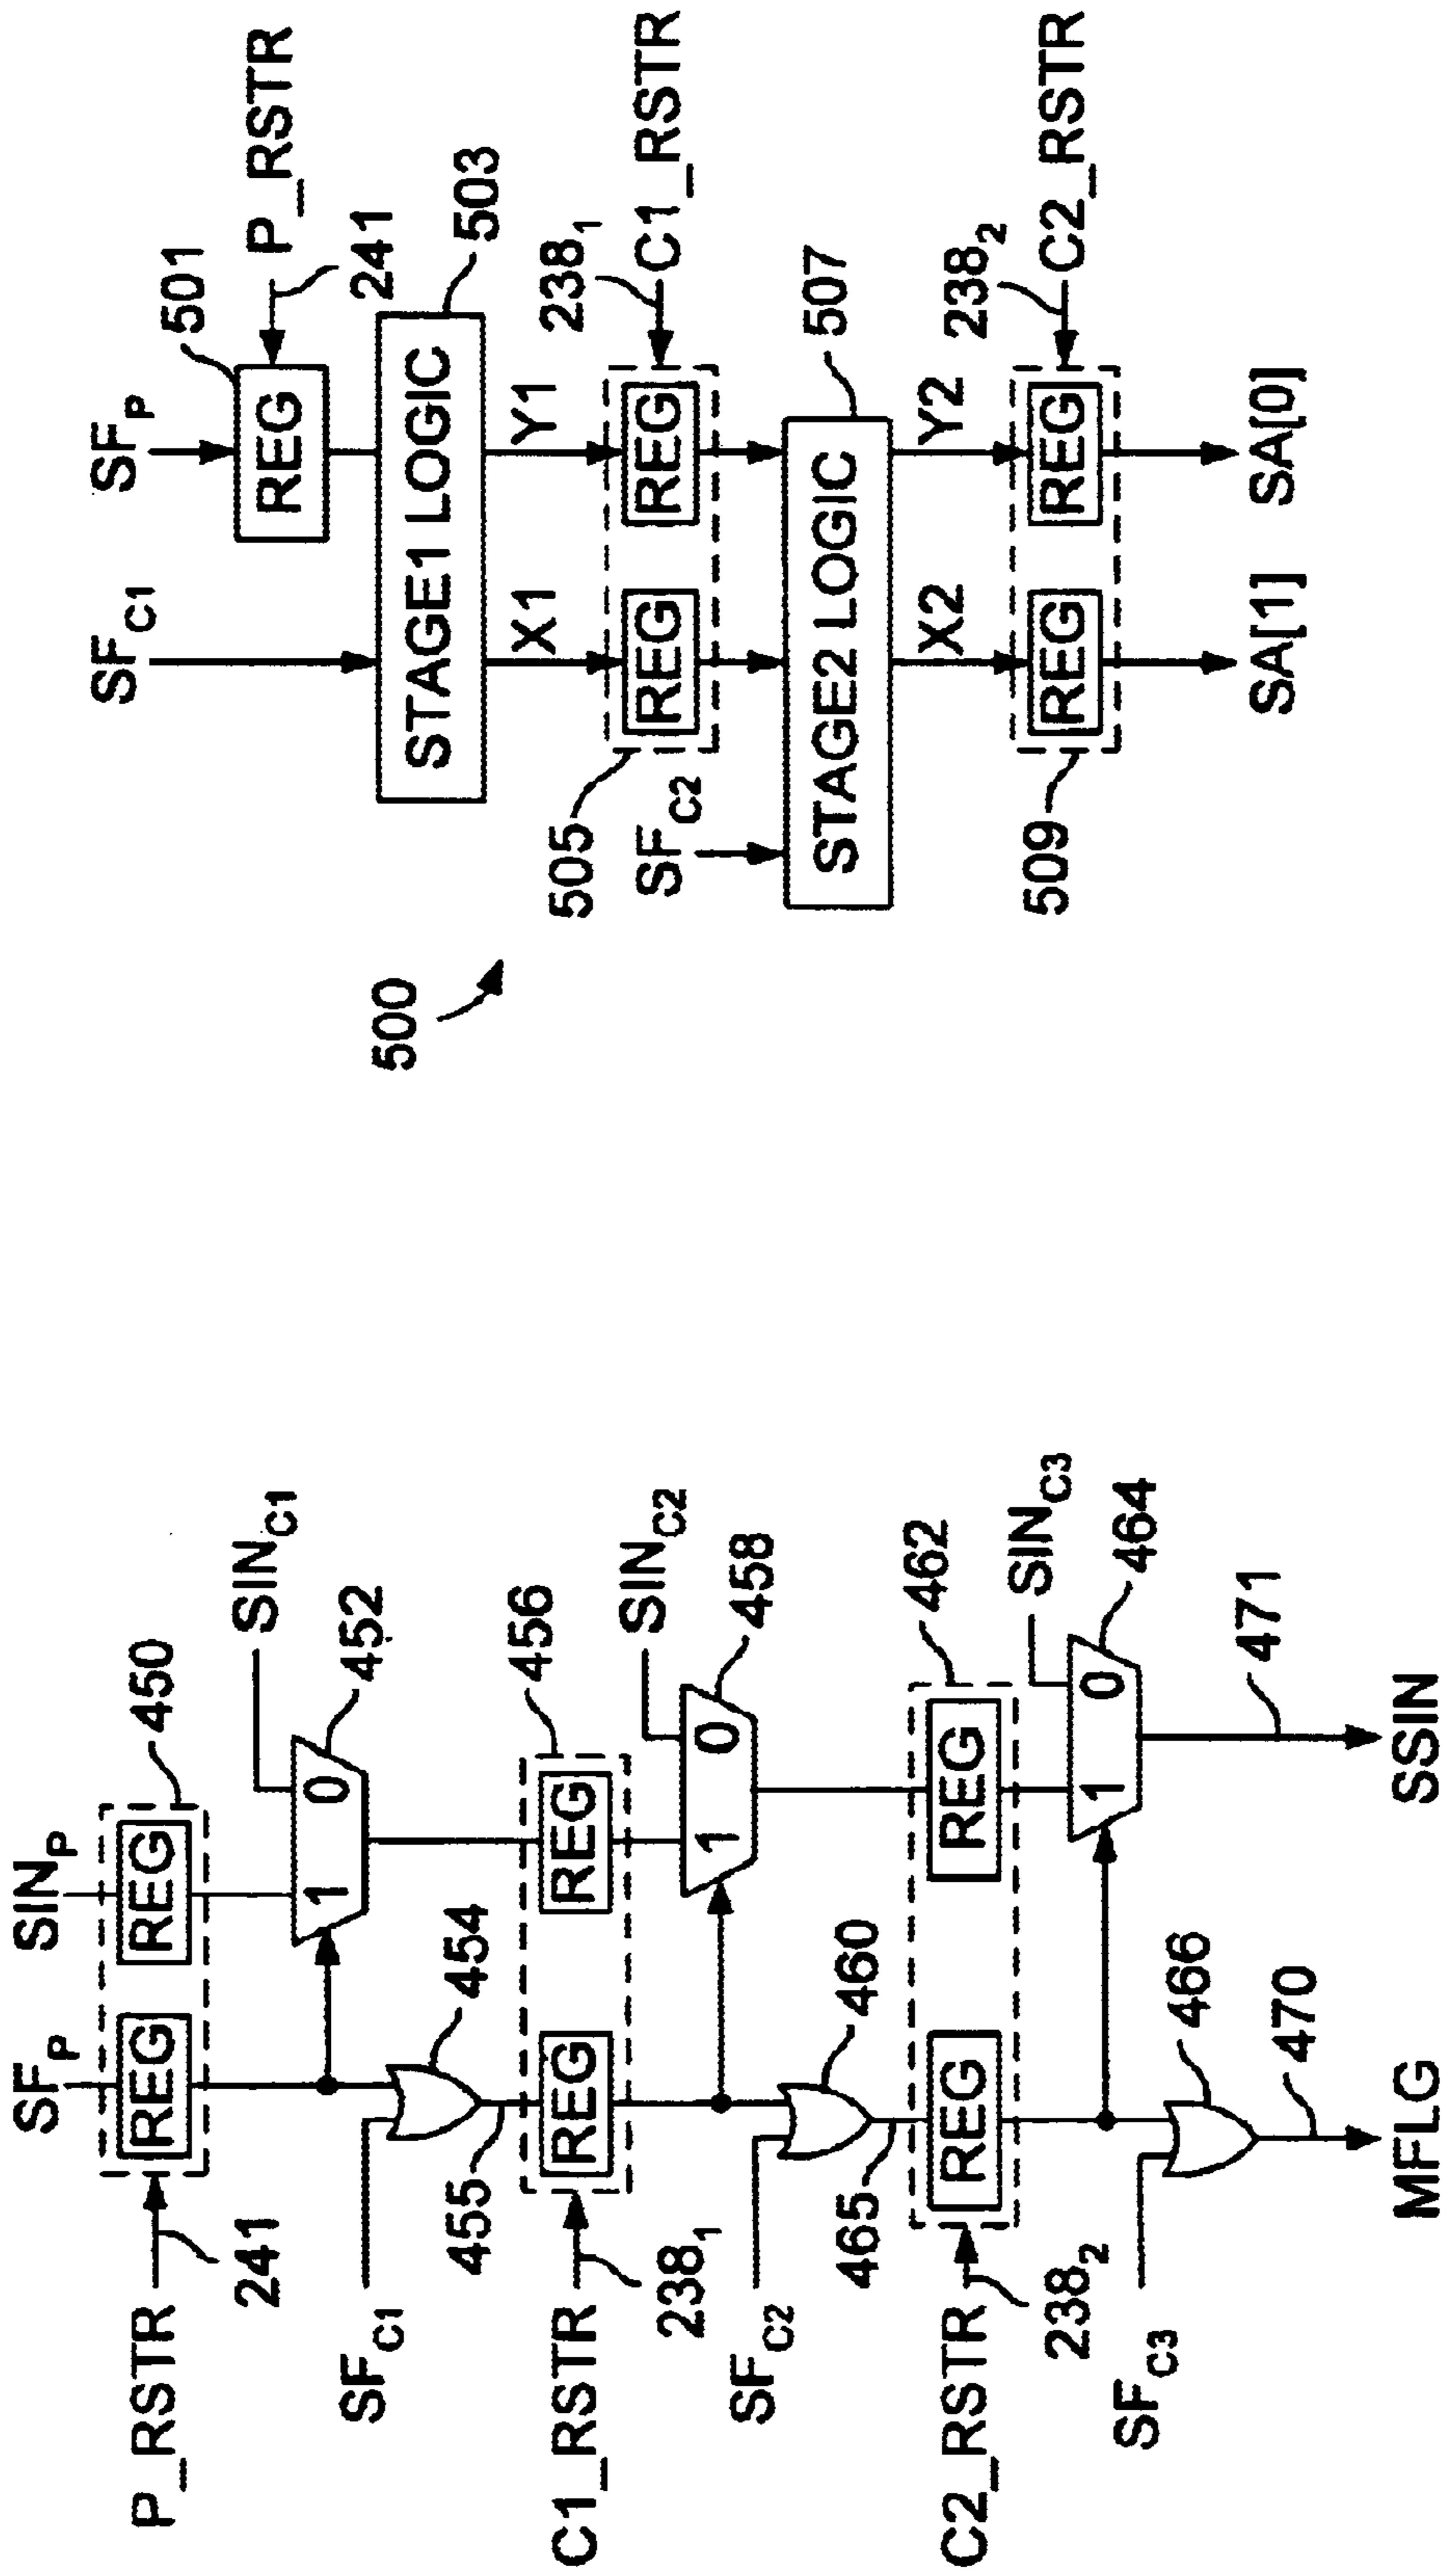 SF_P SIN_P
P_RSTR
REG REG
450
241
SIN_C1
1 0
452
SF_C1
454
455
C1_RSTR
REG REG
456
238_1
SIN_C2
1 0
458
SF_C2
460
465
C2_RSTR
REG REG
462
238_2
SIN_C3
1 0
464
SF_C3
466
470
471
MFLG
SSIN
500
SF_C1 SF_P
501
REG
P_RSTR
241
STAGE1 LOGIC
503
X1 Y1
238_1
505
REG REG
C1_RSTR
SF_C2
STAGE2 LOGIC
507
X2 Y2
238_2
509
REG REG
C2_RSTR
SA[1] SA[0]